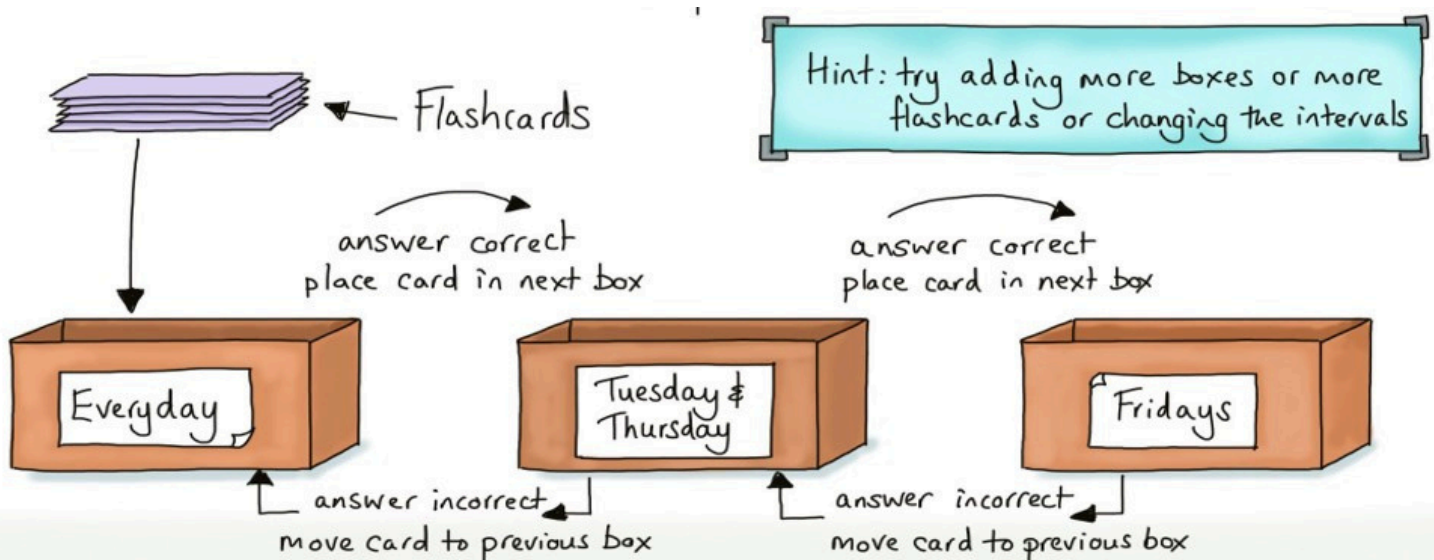 Flashcards
Hint: try adding more boxes or more
flashcards or changing the intervals
answer correct
place card in next box
answer correct
place card in next box
Everyday
Tuesday &
Thursday
Fridays
answer incorrect
move card to previous box
answer incorrect
move card to previous box